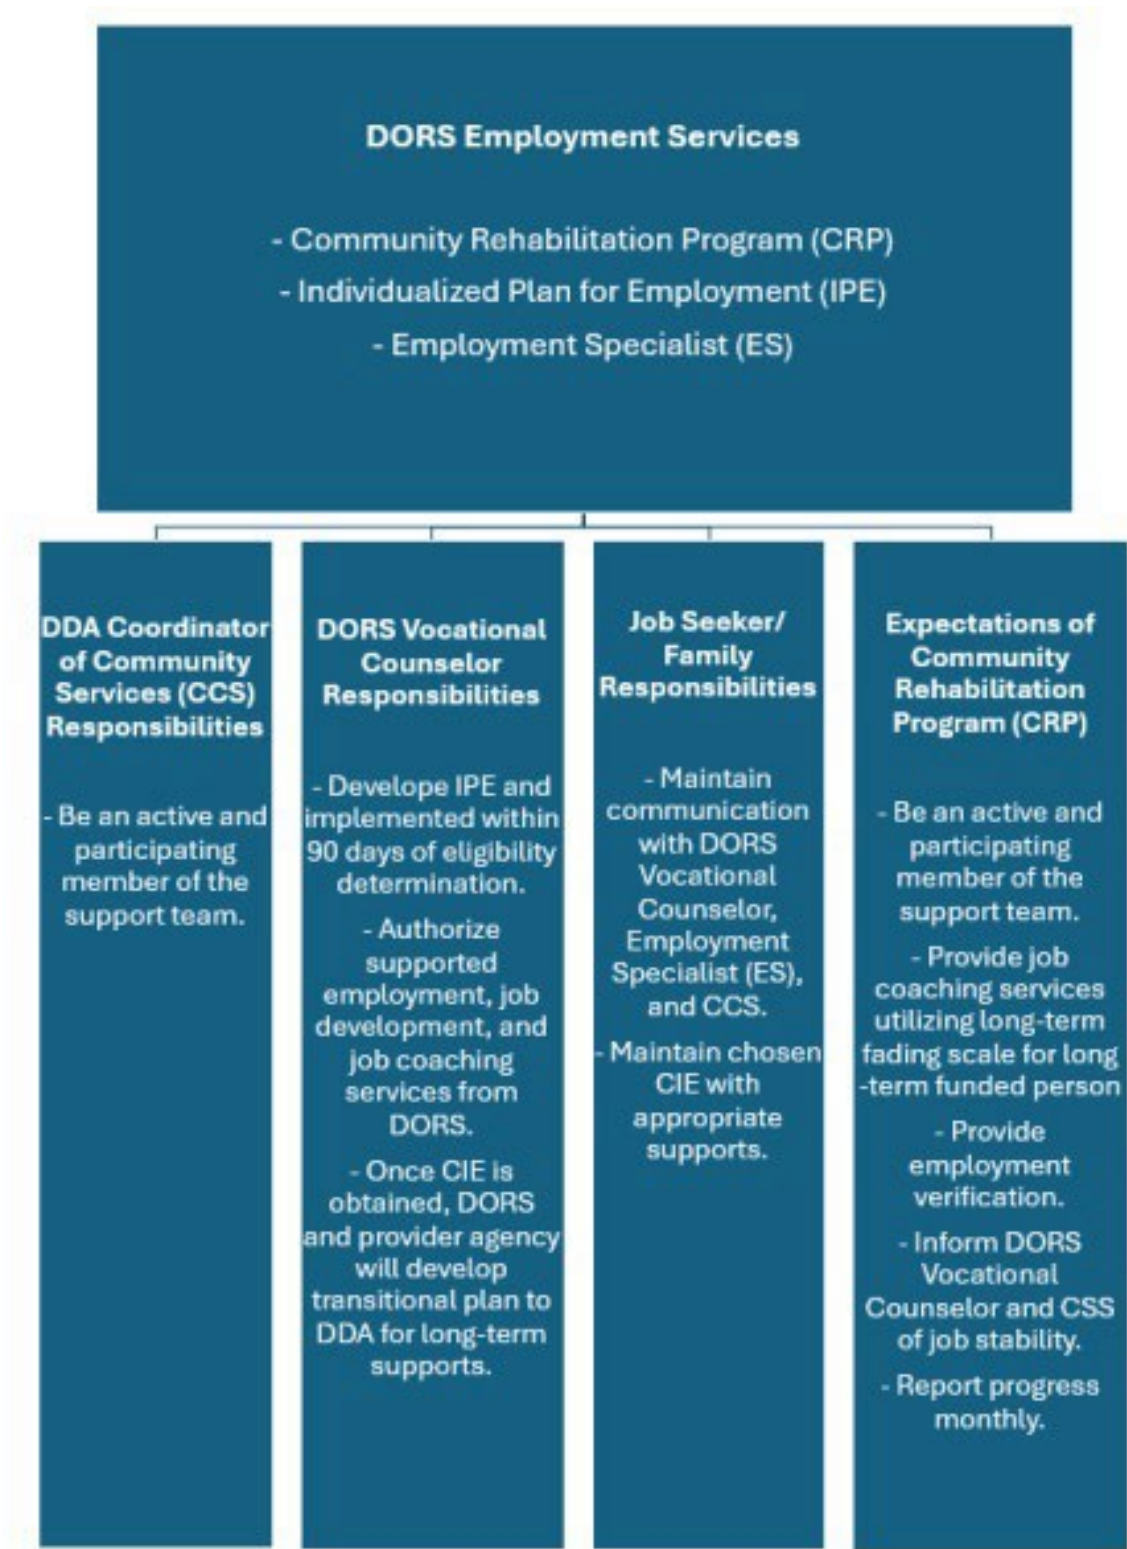 DORS Employment Services
- Community Rehabilitation Program (CRP)
- Individualized Plan for Employment (IPE)
- Employment Specialist (ES)
DDA Coordinator
of Community
Services (CCS)
Responsibilities
- Be an active and
participating
member of the
support team.
DORS Vocational
Counselor
Responsibilities
- Develope IPE and
implemented within
90 days of eligibility
determination.
- Authorize
supported
employment, job
development, and
job coaching
services from
DORS.
- Once CIE is
obtained, DORS
and provider agency
will develop
transitional plan to
DDA for long-term
supports.
Job Seeker/
Family
Responsibilities
- Maintain
communication
with DORS
Vocational
Counselor,
Employment
Specialist (ES),
and CCS.
- Maintain chosen
CIE with
appropriate
supports.
Expectations of
Community
Rehabilitation
Program (CRP)
- Be an active and
participating
member of the
support team.
- Provide job
coaching services
utilizing long-term
fading scale for long
-term funded person
- Provide
employment
verification.
- Inform DORS
Vocational
Counselor and CSS
of job stability.
- Report progress
monthly.